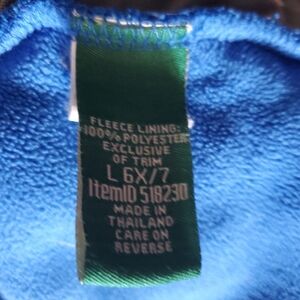 FLEECE LINING:
100% POLYESTER
EXCLUSIVE
OF TRIM
L 6X/7
ItemID 518230
MADE IN
THAILAND
CARE ON
REVERSE